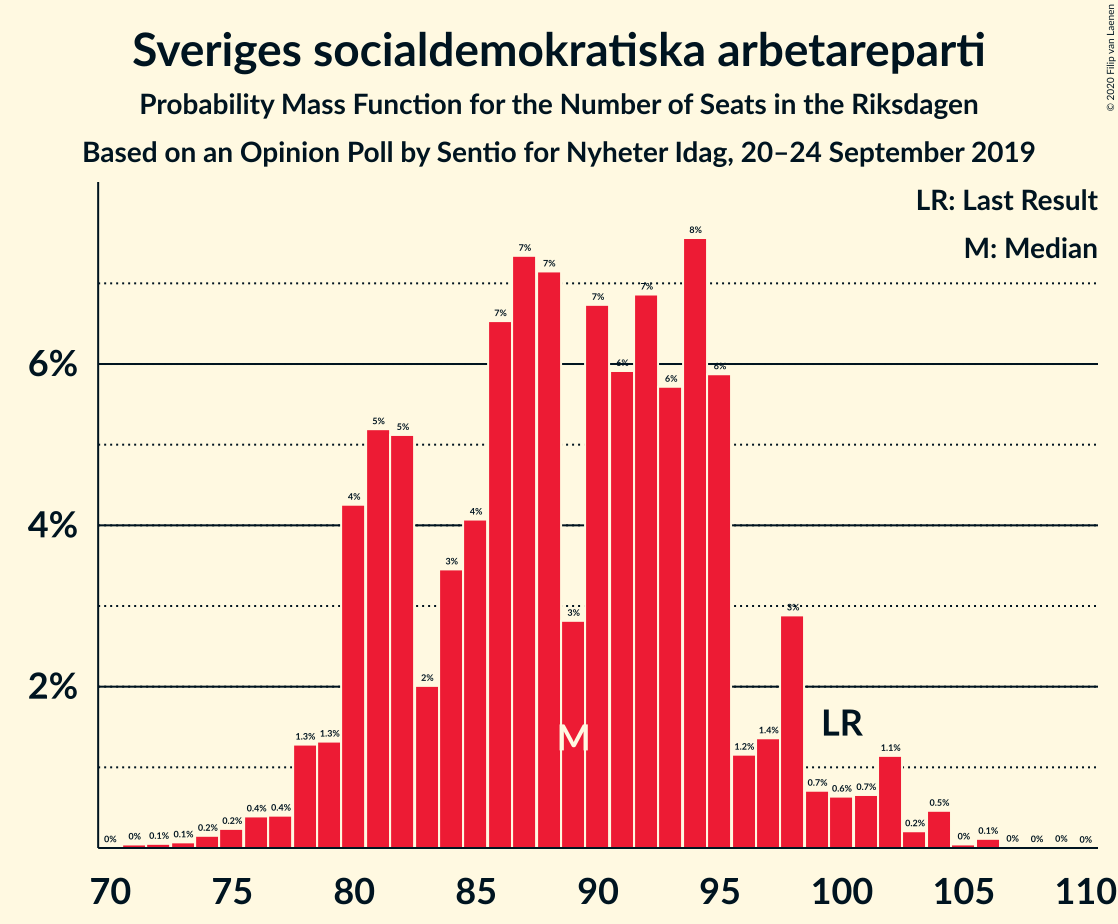 Sveriges socialdemokratiska arbetareparti
Probability Mass Function for the Number of Seats in the Riksdagen
Based on an Opinion Poll by Sentio for Nyheter Idag, 20–24 September 2019
© 2020 Filip van Laenen
LR: Last Result
M: Median
6%
4%
2%
0% 0% 0.1% 0.1% 0.2% 0.2% 0.4% 0.4% 1.3% 1.3% 4% 5% 5% 2% 3% 4% 7% 7% 7% 3% 7% 6% 7% 6% 8% 6% 1.2% 1.4% 3% 0.7% 0.6% 0.7% 1.1% 0.2% 0.5% 0% 0.1% 0% 0% 0% 0%
M
LR
70 75 80 85 90 95 100 105 110